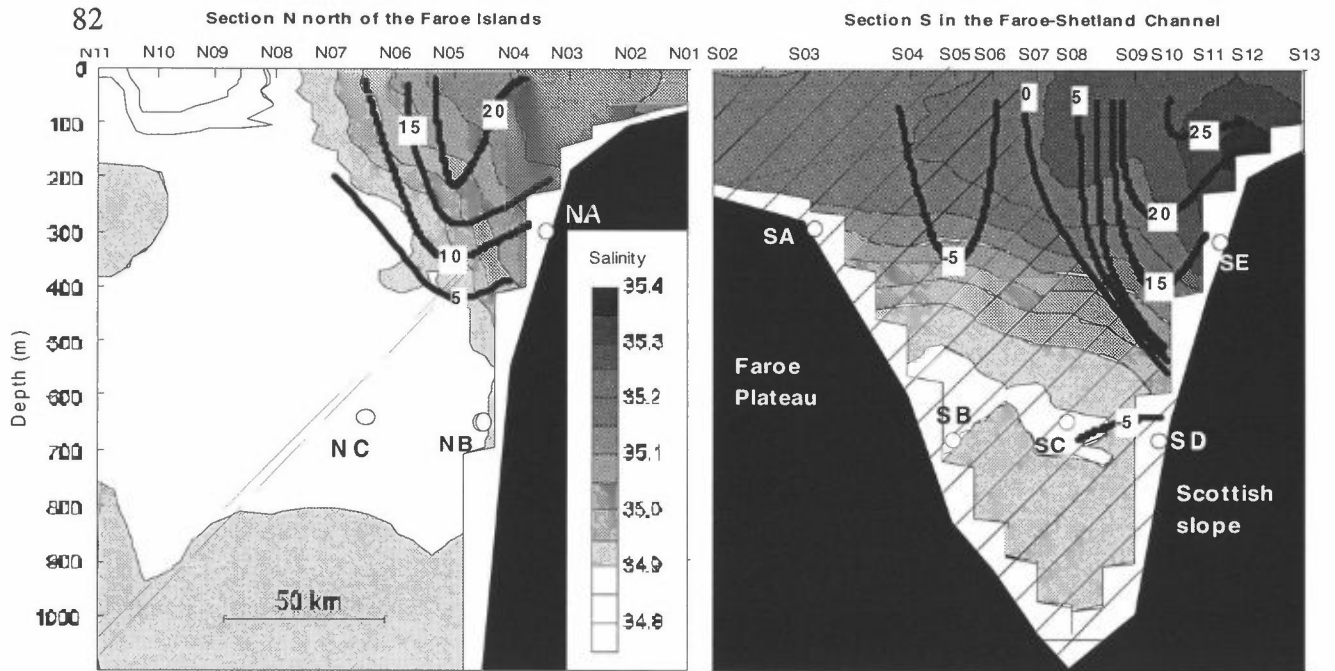 82
Section N north of the Faroe Islands
N11 N10 N09 N08 N07 N06 N05 N04 N03 N02 N01
0
100
200
300
400
500
600
700
800
900
1000
Depth (m)
15
20
10
5
NA
NB
NC
50 km
Salinity
35.4
35.3
35.2
35.1
35.0
34.9
34.8
Section S in the Faroe-Shetland Channel
S02 S03 S04 S05 S06 S07 S08 S09 S10 S11 S12 S13
0
5
25
20
-5
15
-5
SA
SE
SB
SC
SD
Faroe
Plateau
Scottish
slope